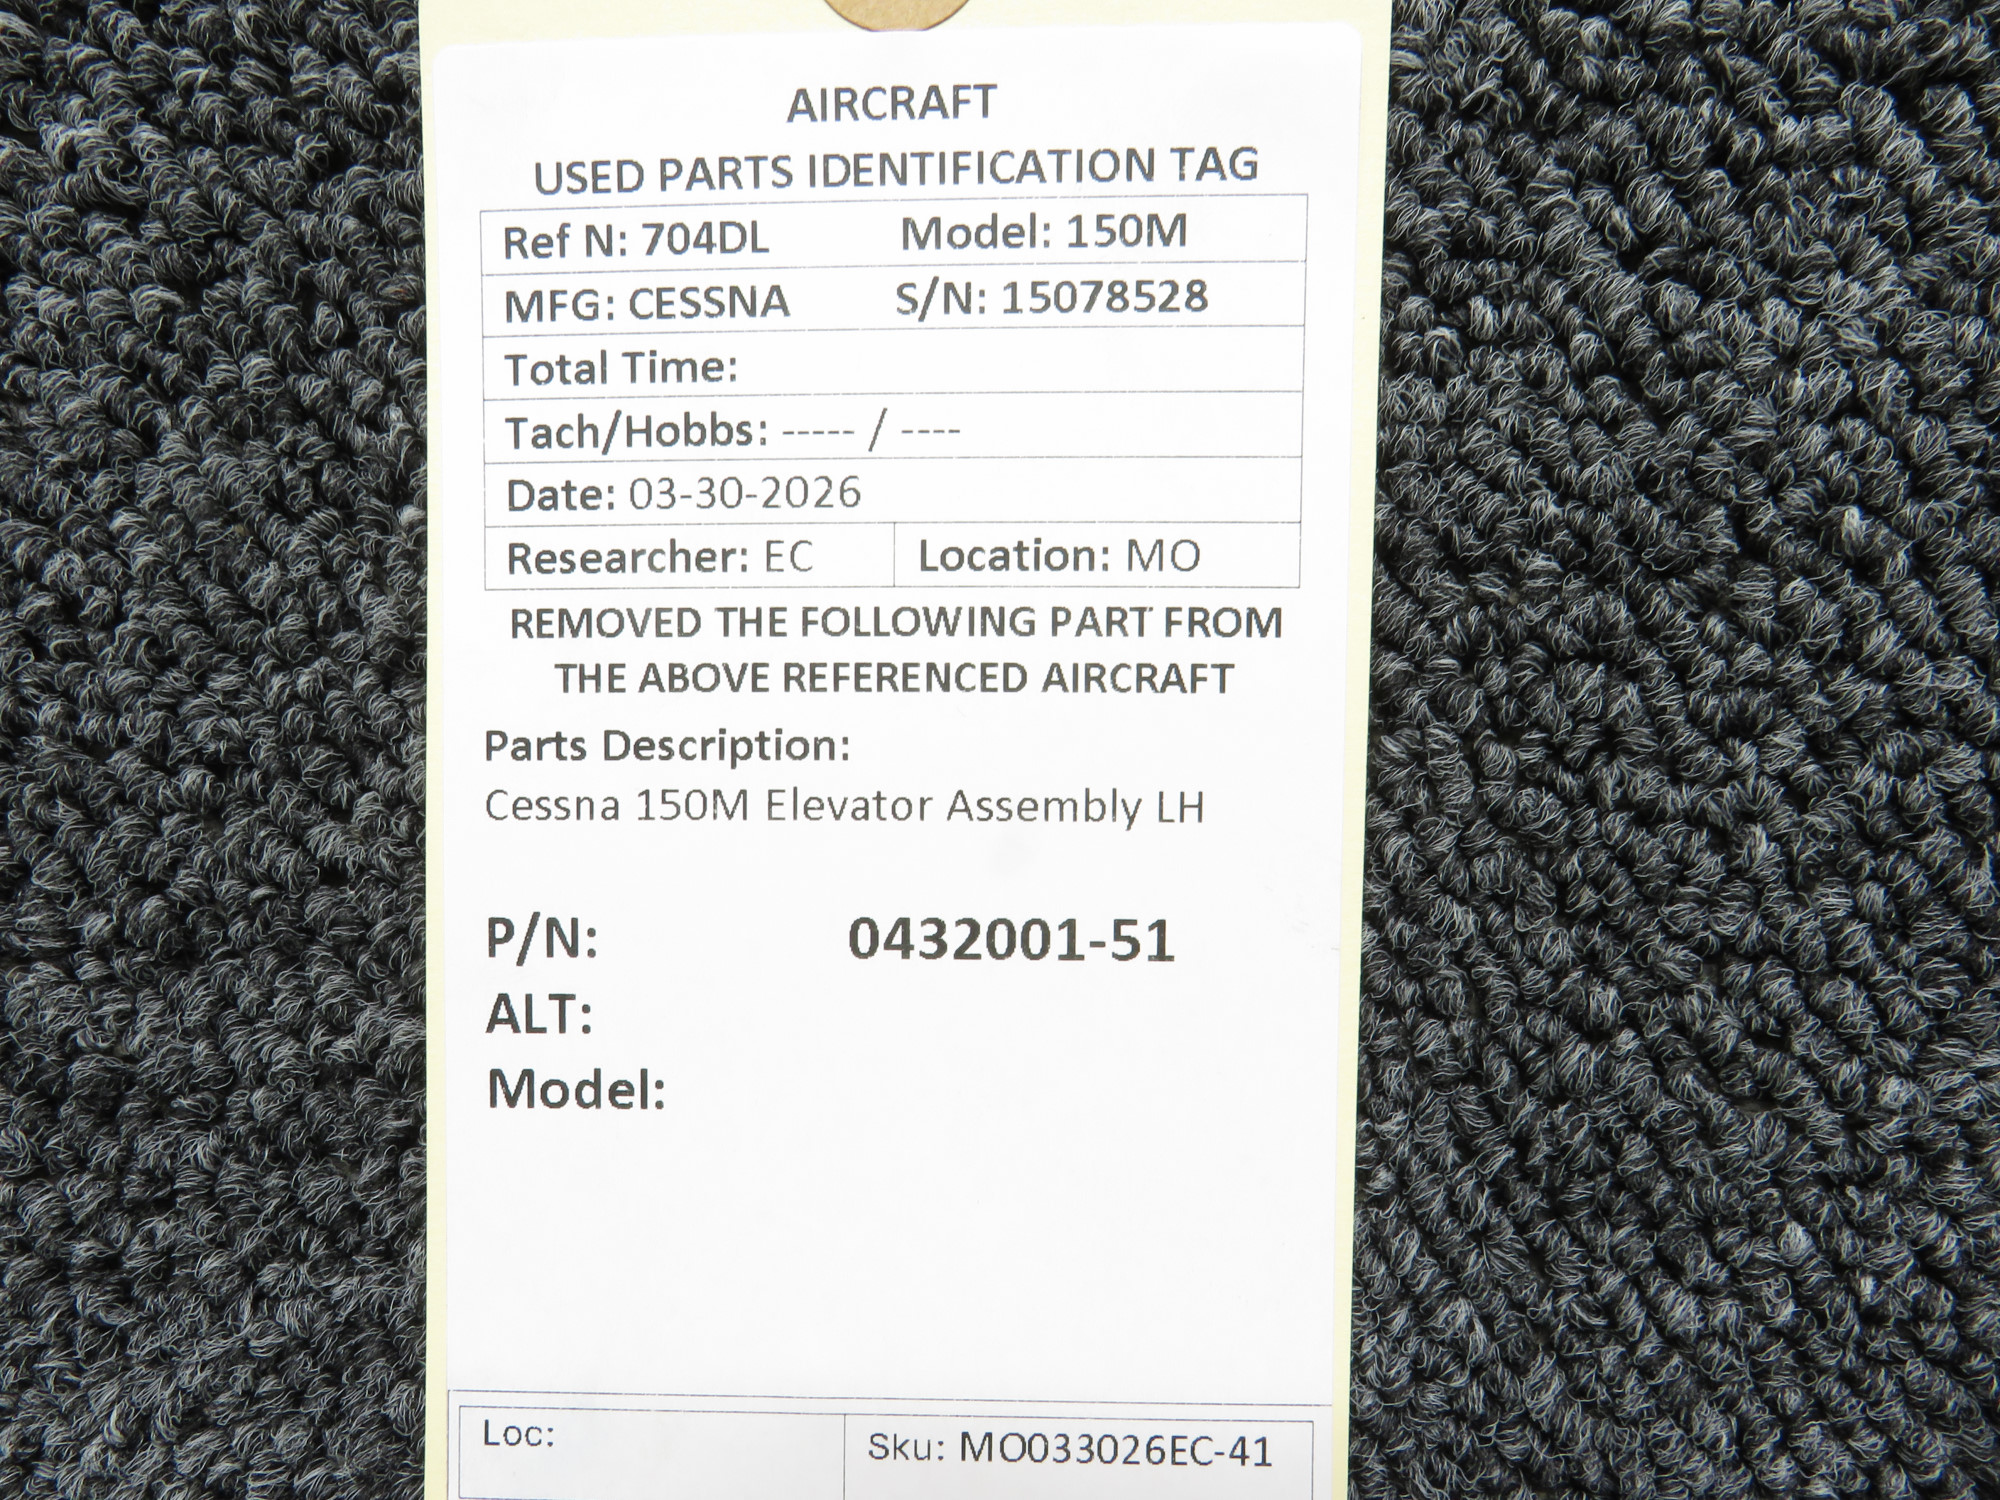 AIRCRAFT
USED PARTS IDENTIFICATION TAG
Ref N: 704DL Model: 150M
MFG: CESSNA S/N: 15078528
Total Time:
Tach/Hobbs: ----- / ----
Date: 03-30-2026
Researcher: EC Location: MO
REMOVED THE FOLLOWING PART FROM
THE ABOVE REFERENCED AIRCRAFT
Parts Description:
Cessna 150M Elevator Assembly LH
P/N: 0432001-51
ALT:
Model:
Loc: Sku: MO033026EC-41